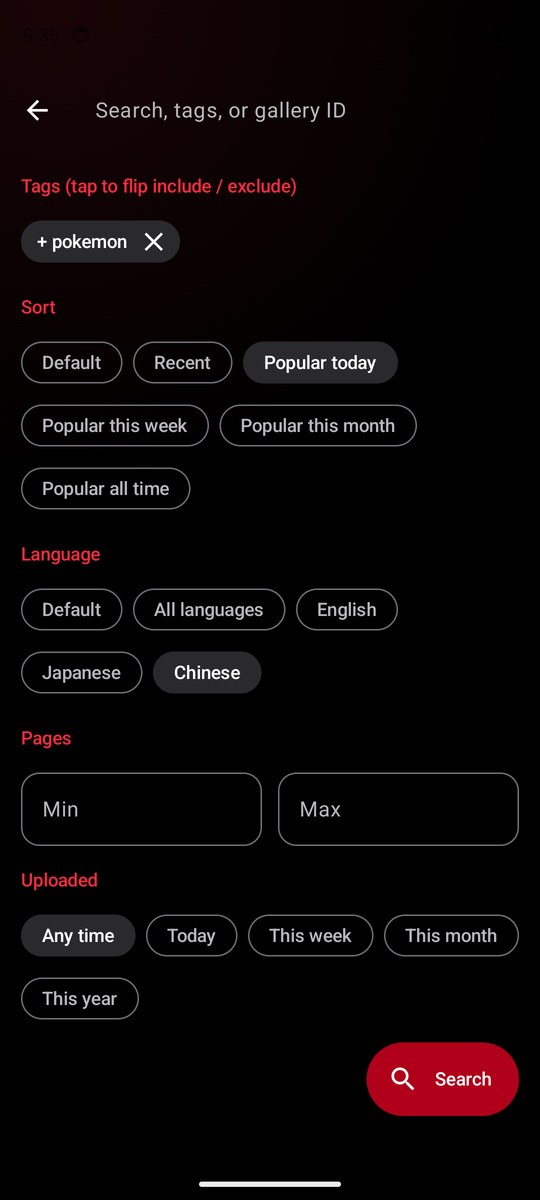 Search, tags, or gallery ID
Tags (tap to flip include / exclude)
+ pokemon
Sort
Default Recent Popular today
Popular this week Popular this month
Popular all time
Language
Default All languages English
Japanese Chinese
Pages
Min Max
Uploaded
Any time Today This week This month
This year
Search